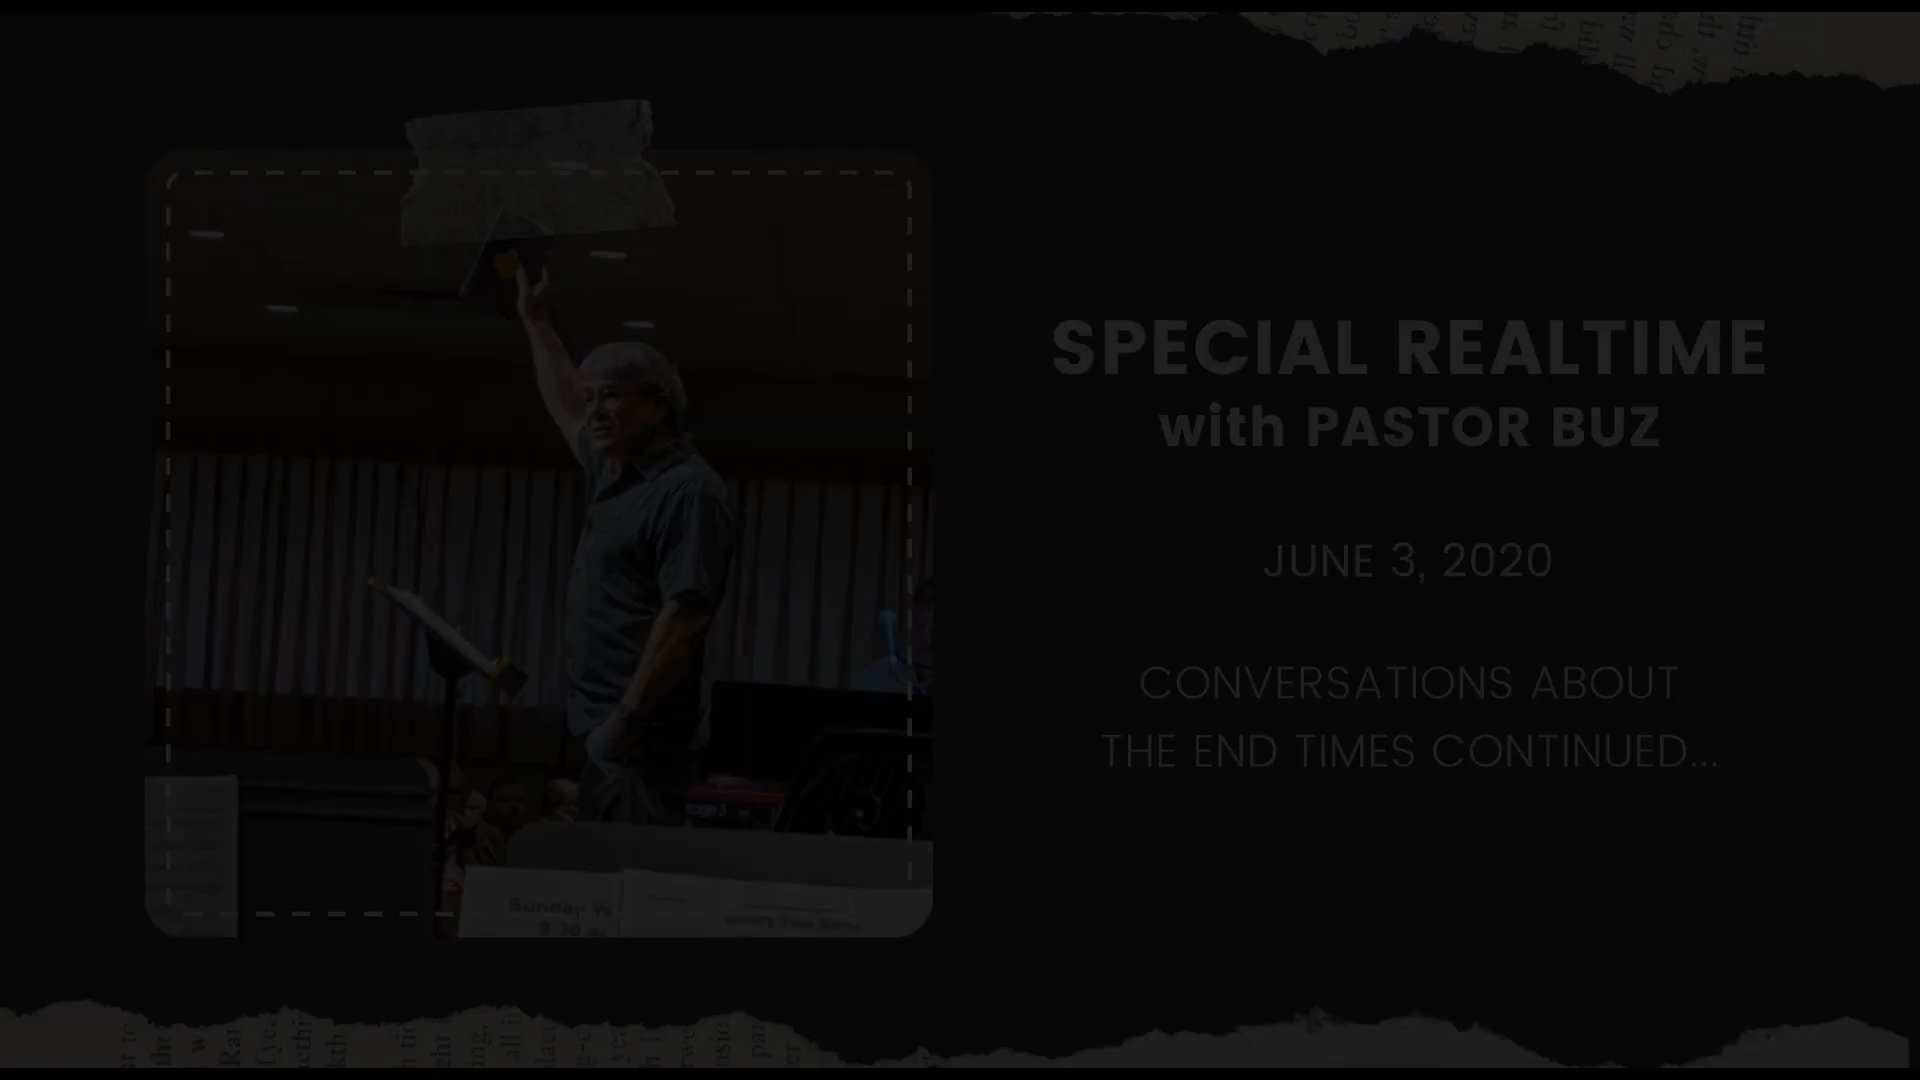 SPECIAL REALTIME
with PASTOR BUZ
JUNE 3, 2020
CONVERSATIONS ABOUT
THE END TIMES CONTINUED...